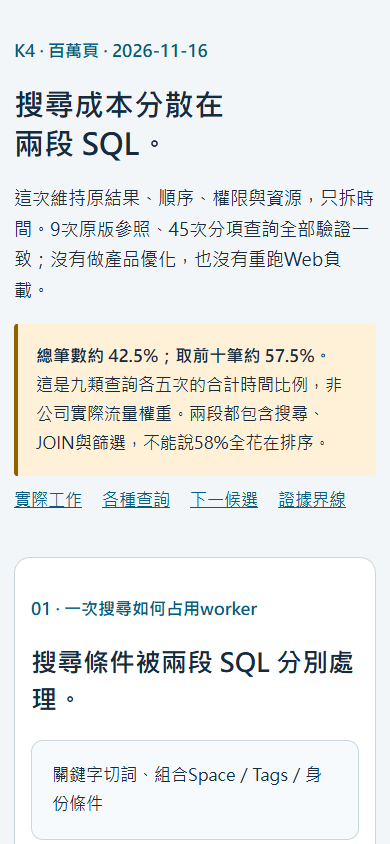 K4 · 百萬頁 · 2026-11-16
搜尋成本分散在
兩段 SQL。
這次維持原結果、順序、權限與資源，只拆時
間。9次原版參照、45次分項查詢全部驗證一
致；沒有做產品優化，也沒有重跑Web負
載。
總筆數約 42.5%；取前十筆約 57.5%。
這是九類查詢各五次的合計時間比例，非
公司實際流量權重。兩段都包含搜尋、
JOIN與篩選，不能說58%全花在排序。
實際工作 各種查詢 下一候選 證據界線
01 · 一次搜尋如何占用worker
搜尋條件被兩段 SQL 分別處
理。
關鍵字切詞、組合Space / Tags / 身
份條件